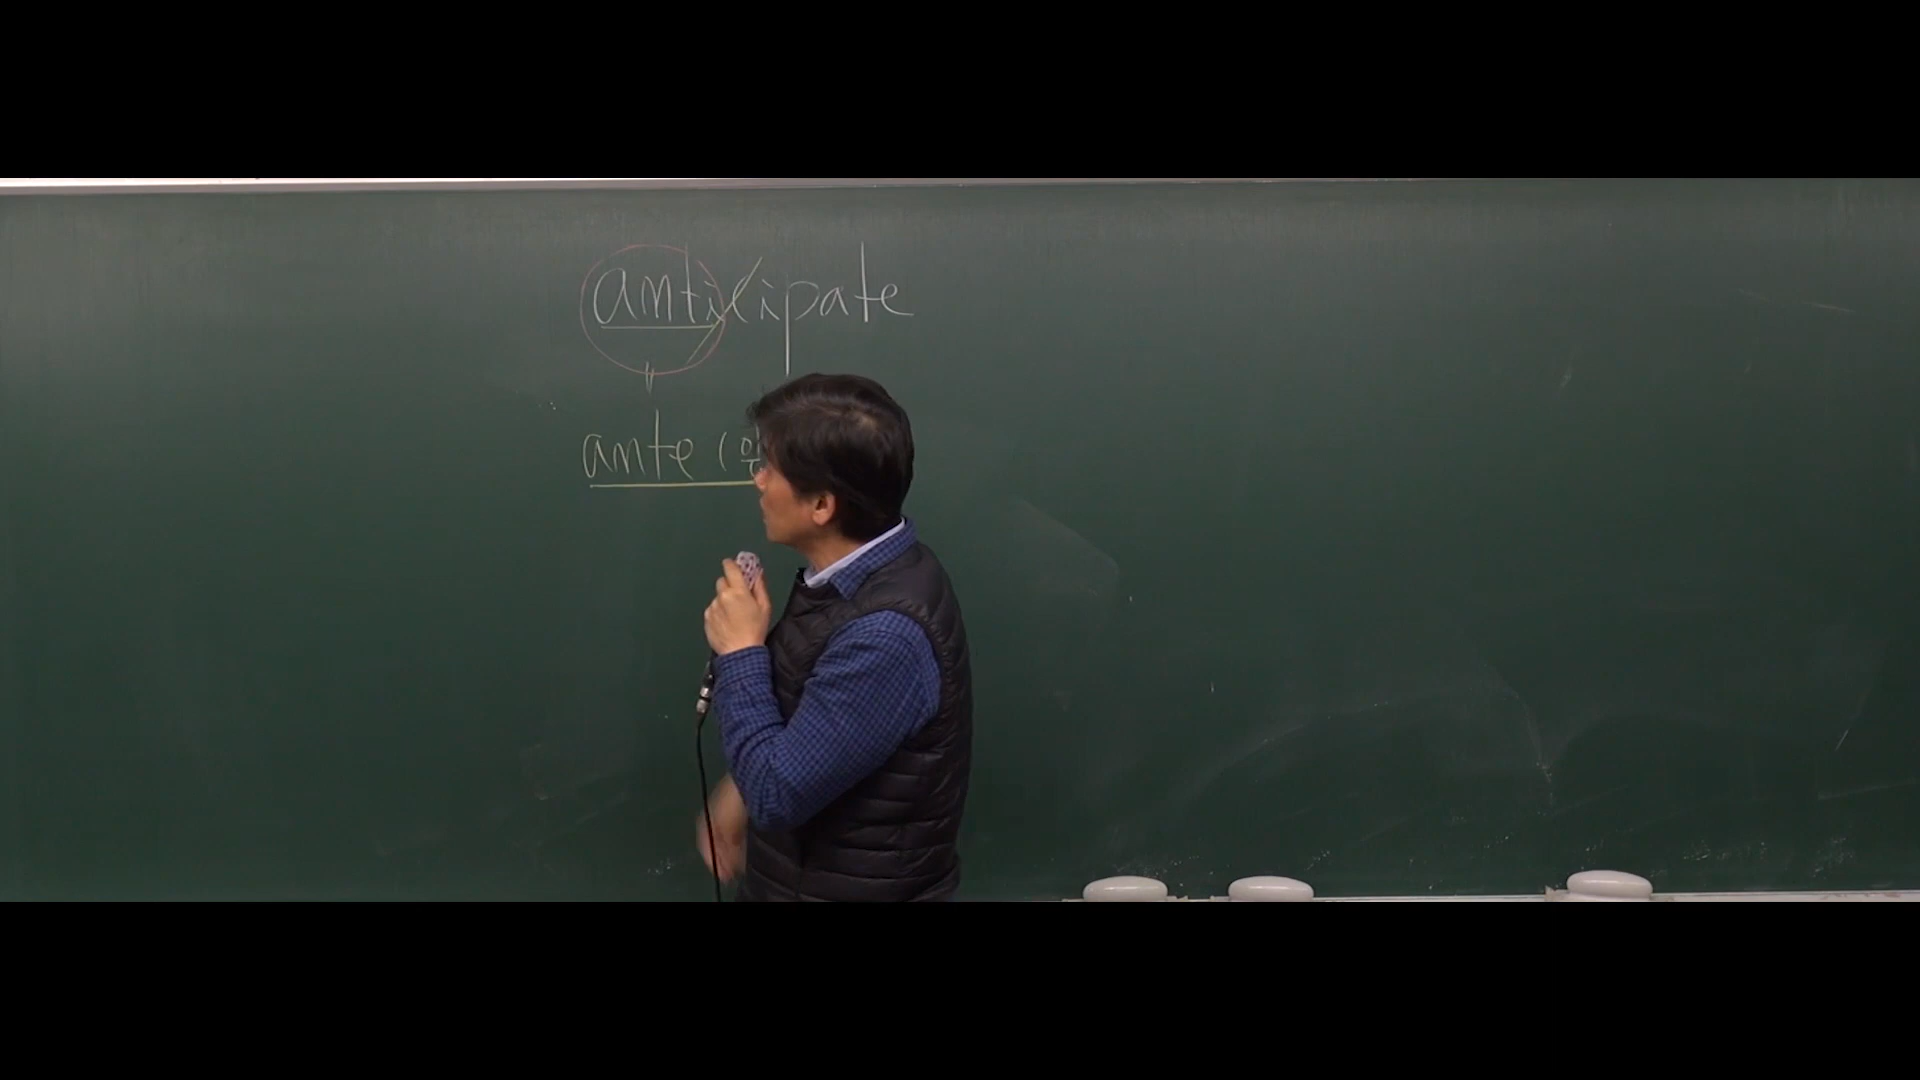 anticipate
〃
ante (